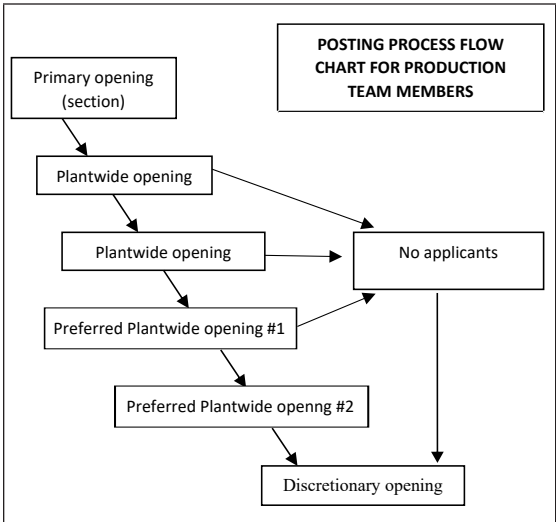 POSTING PROCESS FLOW
CHART FOR PRODUCTION
TEAM MEMBERS
Primary opening
(section)
Plantwide opening
Plantwide opening
No applicants
Preferred Plantwide opening #1
Preferred Plantwide openng #2
Discretionary opening